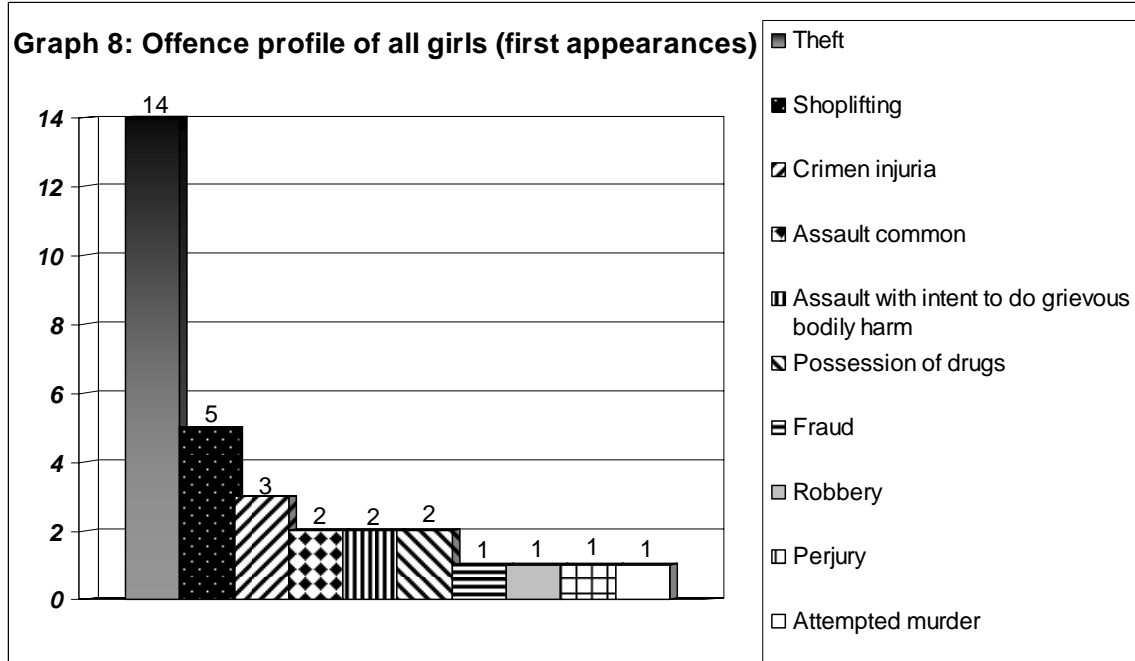 Graph 8: Offence profile of all girls (first appearances)
14
12
10
8
6
4
2
0
14
5
3
2
2
2
1
1
1
1
Theft
Shoplifting
Crimen injuria
Assault common
Assault with intent to do grievous
bodily harm
Possession of drugs
Fraud
Robbery
Perjury
Attempted murder